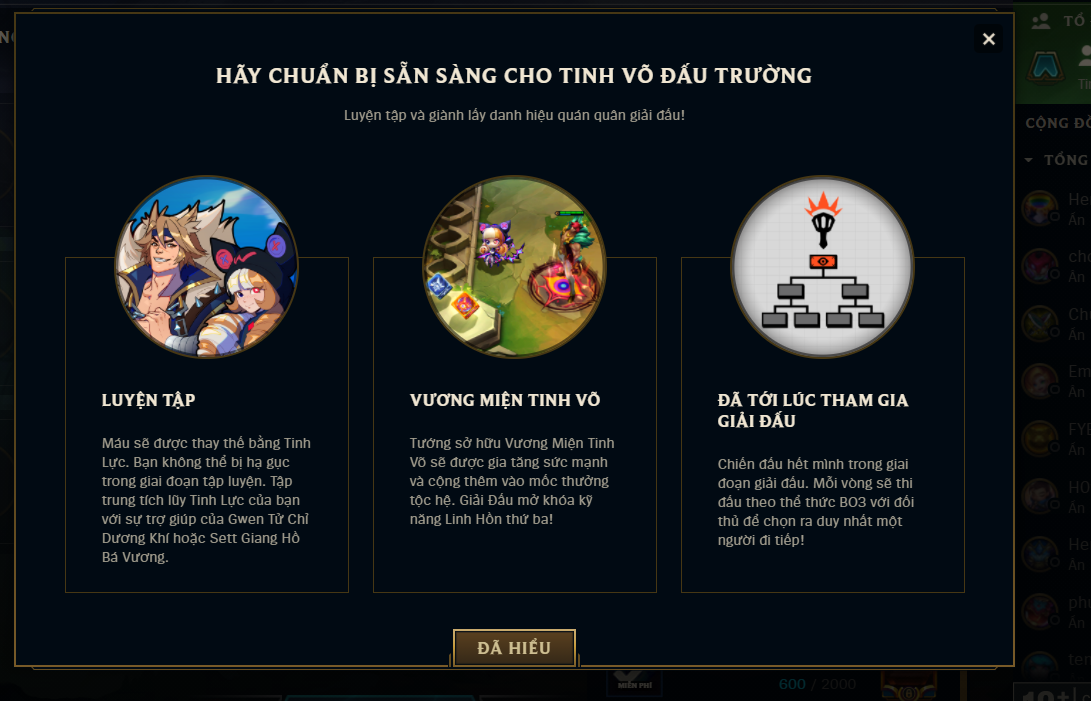 HÃY CHUẨN BỊ SẴN SÀNG CHO TINH VÕ ĐẤU TRƯỜNG
Luyện tập và giành lấy danh hiệu quán quân giải đấu!
LUYỆN TẬP
Máu sẽ được thay thế bằng Tinh
Lực. Bạn không thể bị hạ gục
trong giai đoạn tập luyện. Tập
trung tích lũy Tinh Lực của bạn
với sự trợ giúp của Gwen Tử Chỉ
Dương Khí hoặc Sett Giang Hồ
Bá Vương.
VƯƠNG MIỆN TINH VÕ
Tướng sở hữu Vương Miện Tinh
Võ sẽ được gia tăng sức mạnh
và cộng thêm vào mốc thưởng
tộc hệ. Giải Đấu mở khóa kỹ
năng Linh Hồn thứ ba!
ĐÃ TỚI LÚC THAM GIA
GIẢI ĐẤU
Chiến đấu hết mình trong giai
đoạn giải đấu. Mỗi vòng sẽ thi
đấu theo thể thức BO3 với đối
thủ để chọn ra duy nhất một
người đi tiếp!
ĐÃ HIỂU
MIỄN PHÍ
600 / 2000
TỔ
CỘNG ĐỒ
TỔNG
He
Ẩn
Ẩn
Ẩn
Em
Ẩn
Ẩn
Ẩn
He
Ẩn
Ẩn
18+